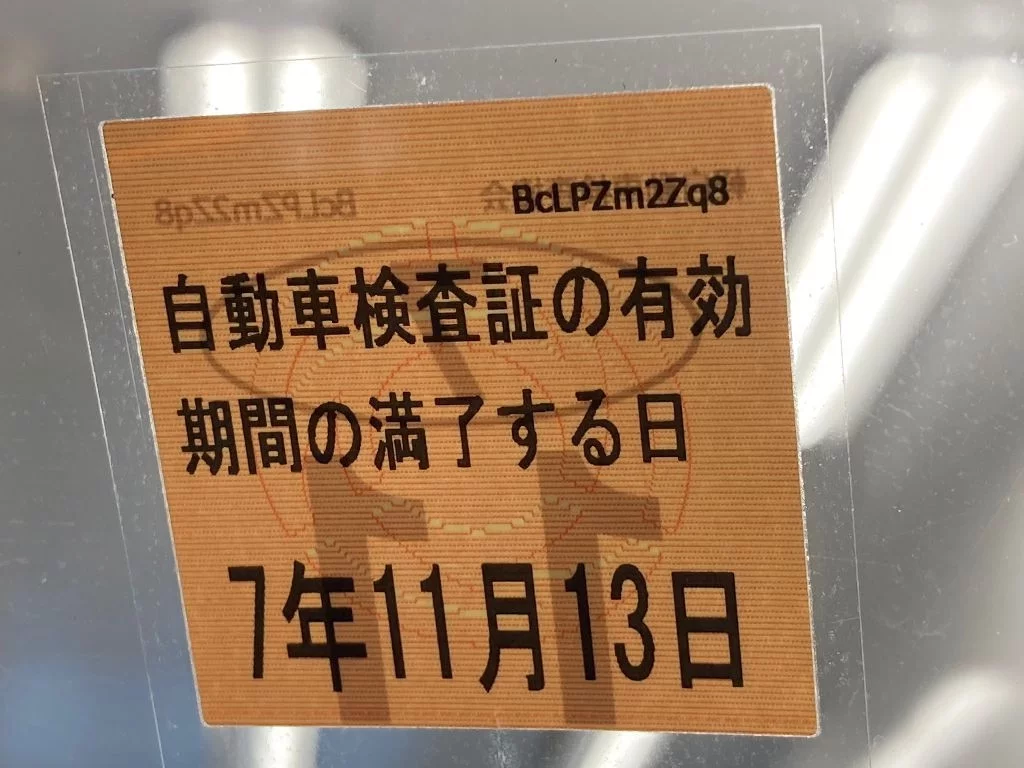 BcLPZm2Zq8
自動車検査証の有効
期間の満了する日
7年11月13日